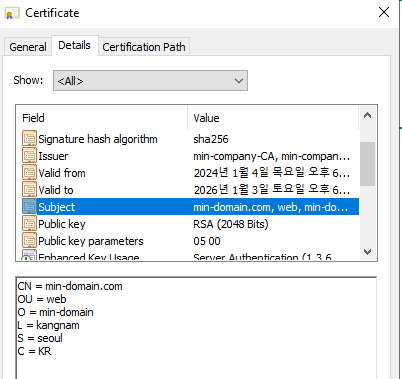 Certificate
General Details Certification Path
Show: <All>
Field Value
Signature hash algorithm sha256
Issuer min-company-CA, min-compan...
Valid from 2024년 1월 4일 목요일 오후 6...
Valid to 2026년 1월 3일 토요일 오후 6...
Subject min-domain.com, web, min-do...
Public key RSA (2048 Bits)
Public key parameters 05 00
Enhanced Key Usage Server Authentication (1.3.6
CN = min-domain.com
OU = web
O = min-domain
L = kangnam
S = seoul
C = KR